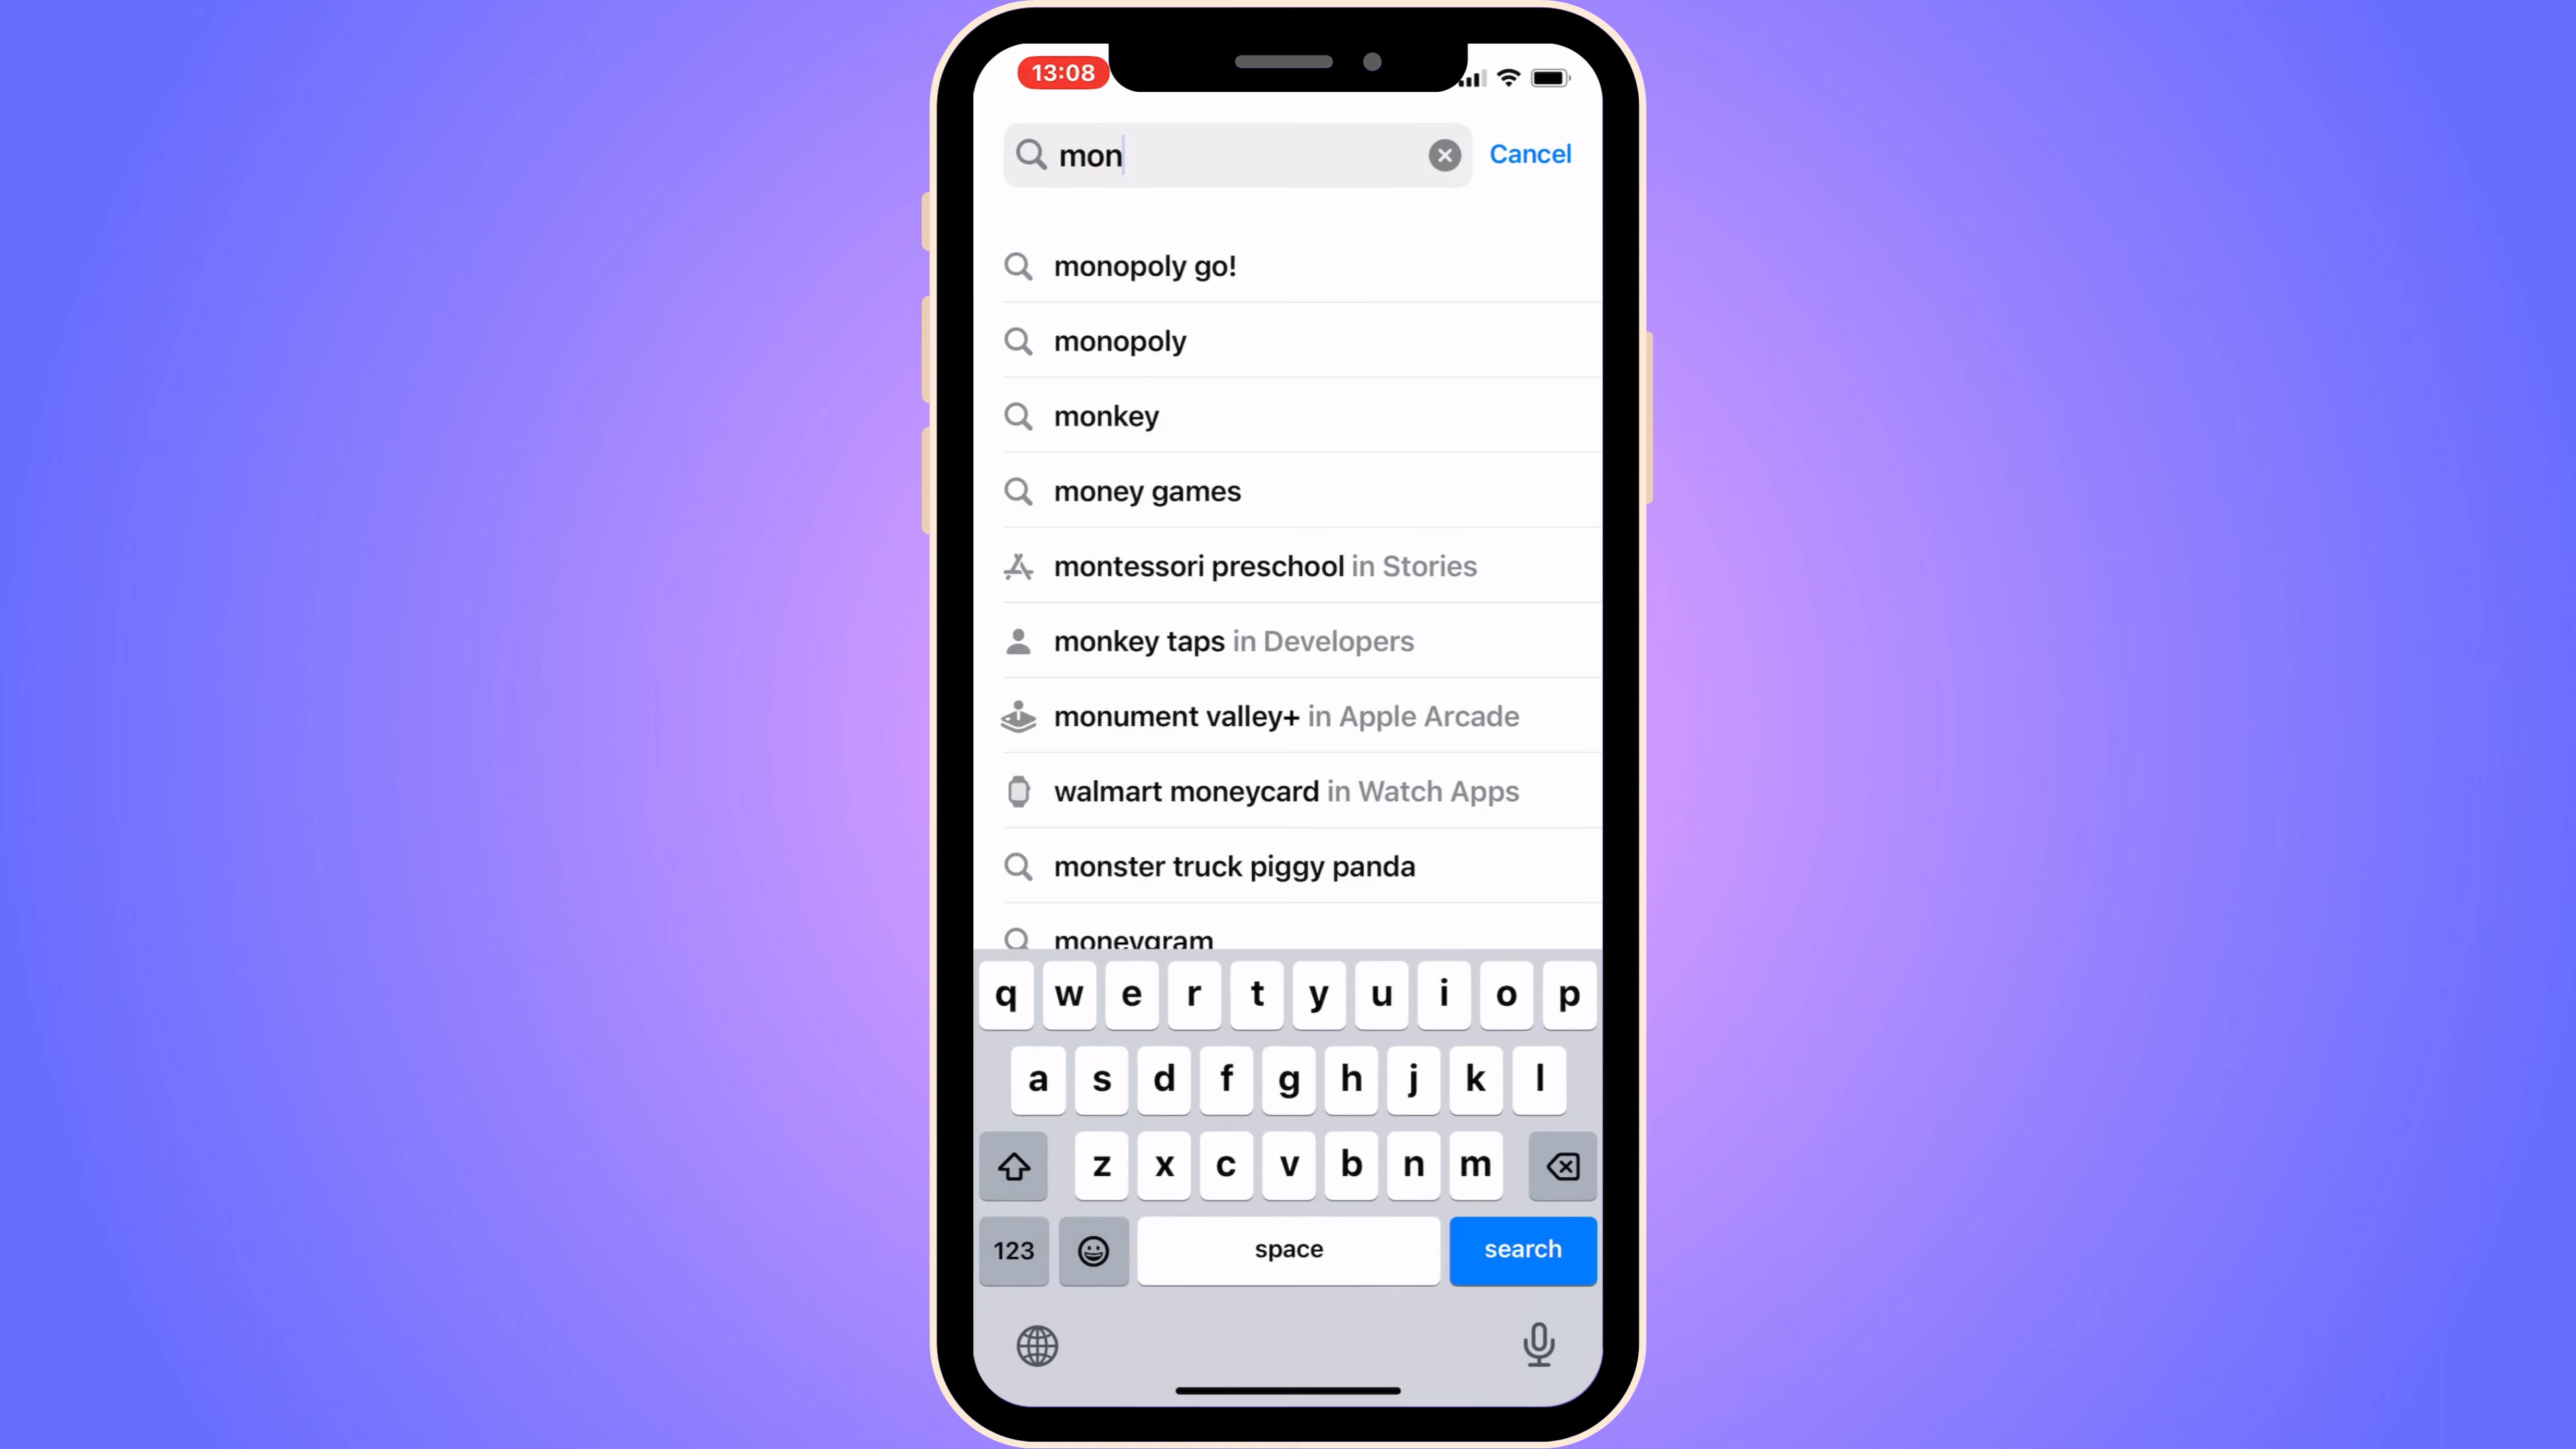 13:08
mon
Cancel
monopoly go!
monopoly
monkey
money games
montessori preschool in Stories
monkey taps in Developers
monument valley+ in Apple Arcade
walmart moneycard in Watch Apps
monster truck piggy panda
moneygram
q w e r t y u i o p
a s d f g h j k l
z x c v b n m
123 space search